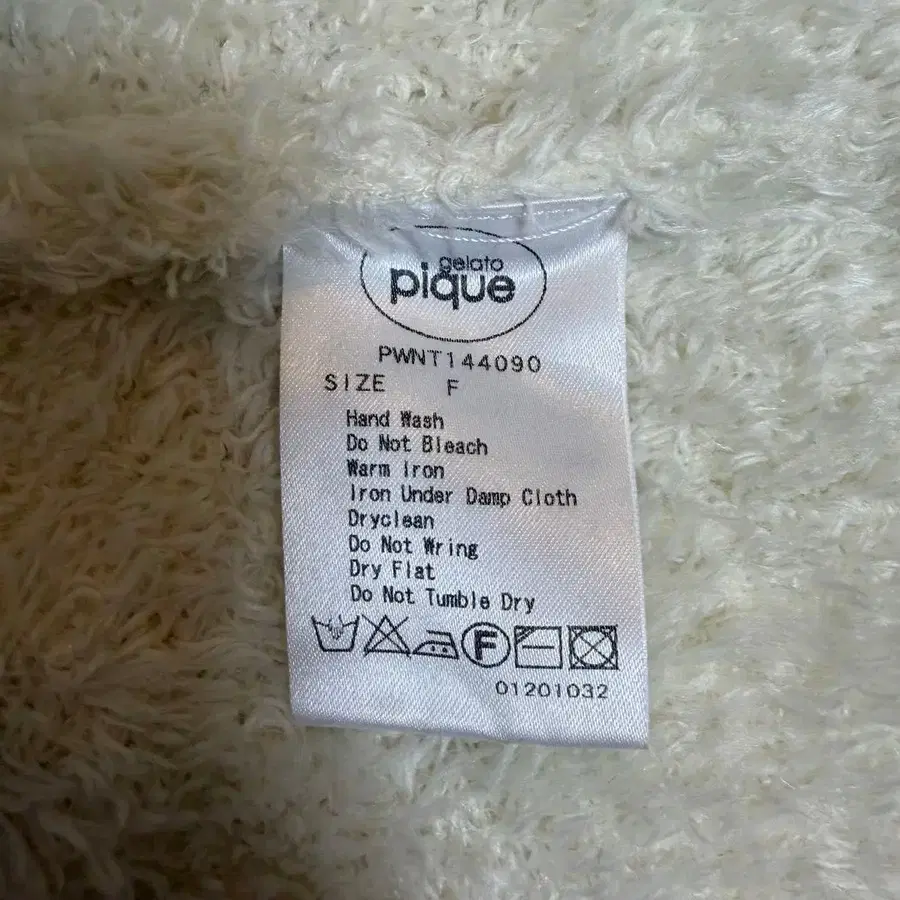 gelato
pique
PWNT144090
SIZE F
Hand Wash
Do Not Bleach
Warm Iron
Iron Under Damp Cloth
Dryclean
Do Not Wring
Dry Flat
Do Not Tumble Dry
F
01201032